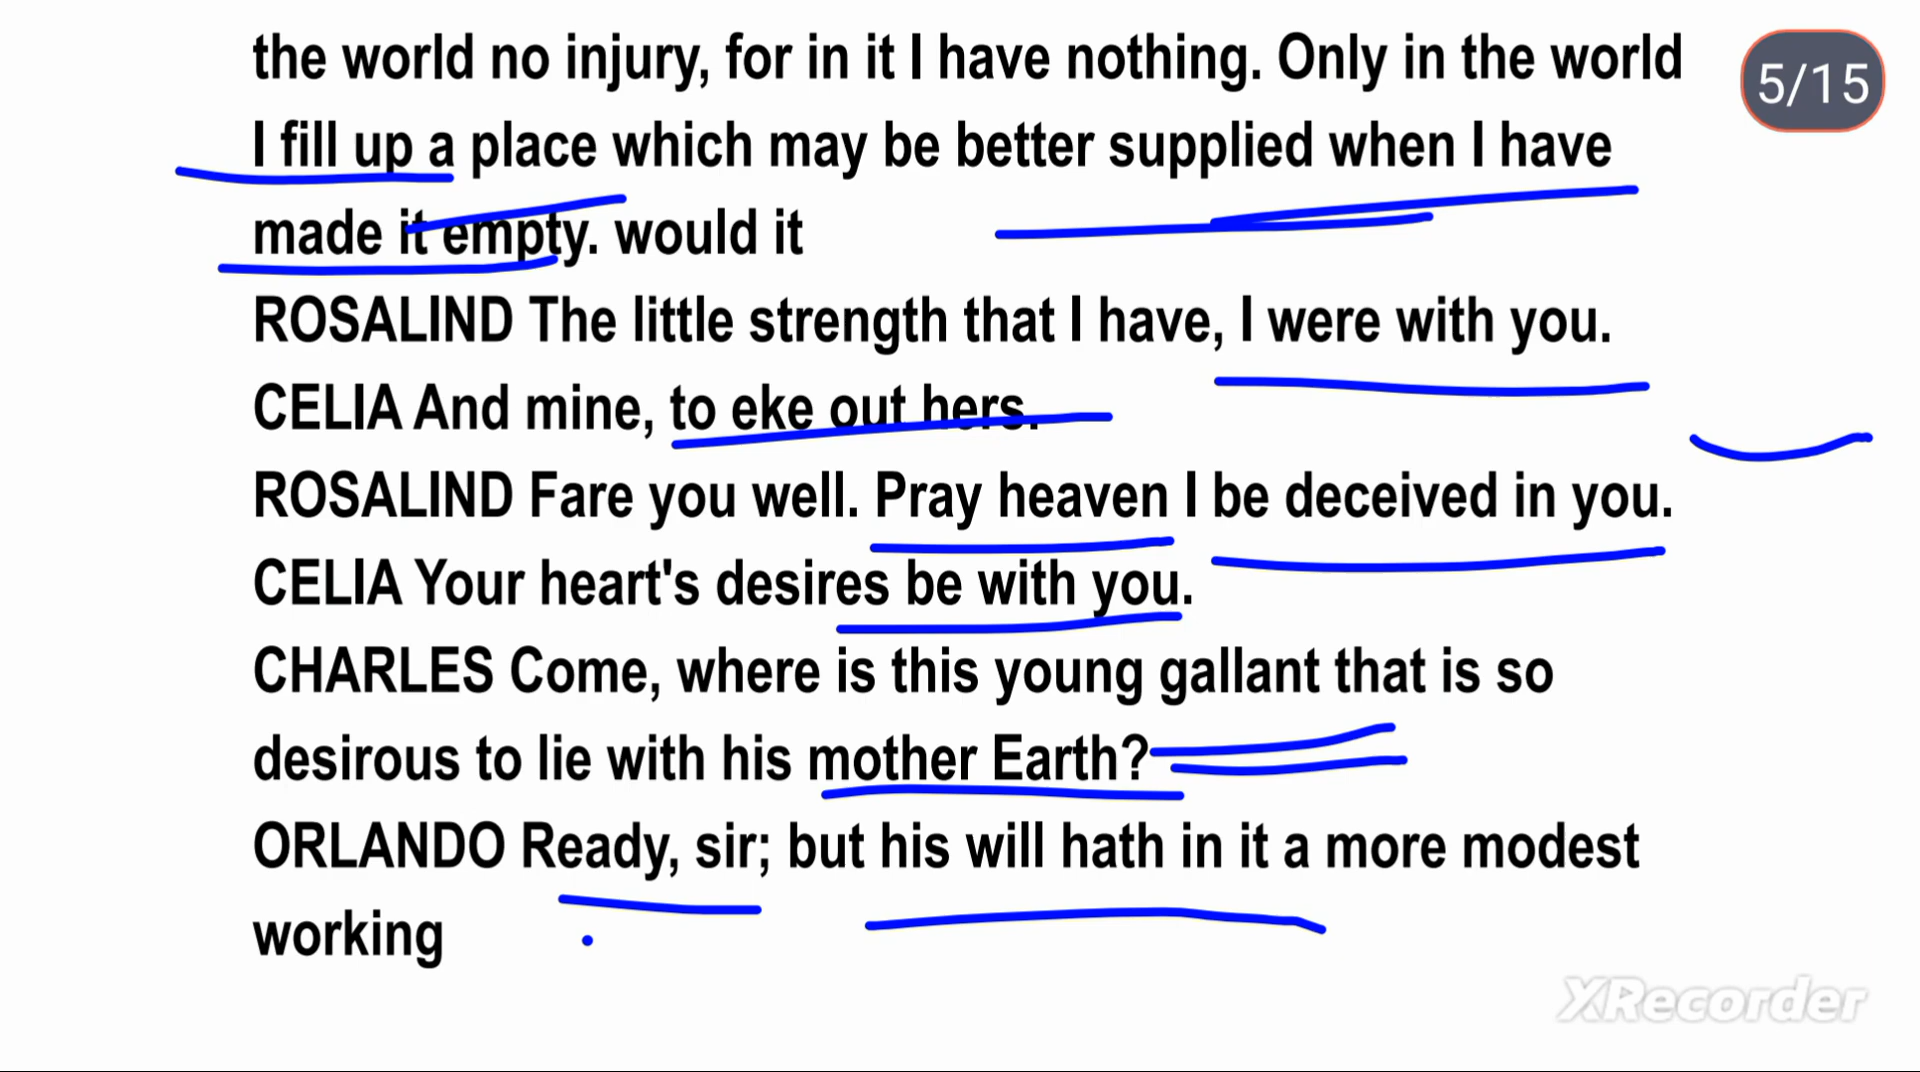 the world no injury, for in it I have nothing. Only in the world
5/15
I fill up a place which may be better supplied when I have
made it empty. would it
ROSALIND The little strength that I have, I were with you.
CELIA And mine, to eke out hers.
ROSALIND Fare you well. Pray heaven I be deceived in you.
CELIA Your heart's desires be with you.
CHARLES Come, where is this young gallant that is so
desirous to lie with his mother Earth?
ORLANDO Ready, sir; but his will hath in it a more modest
working
XRecorder